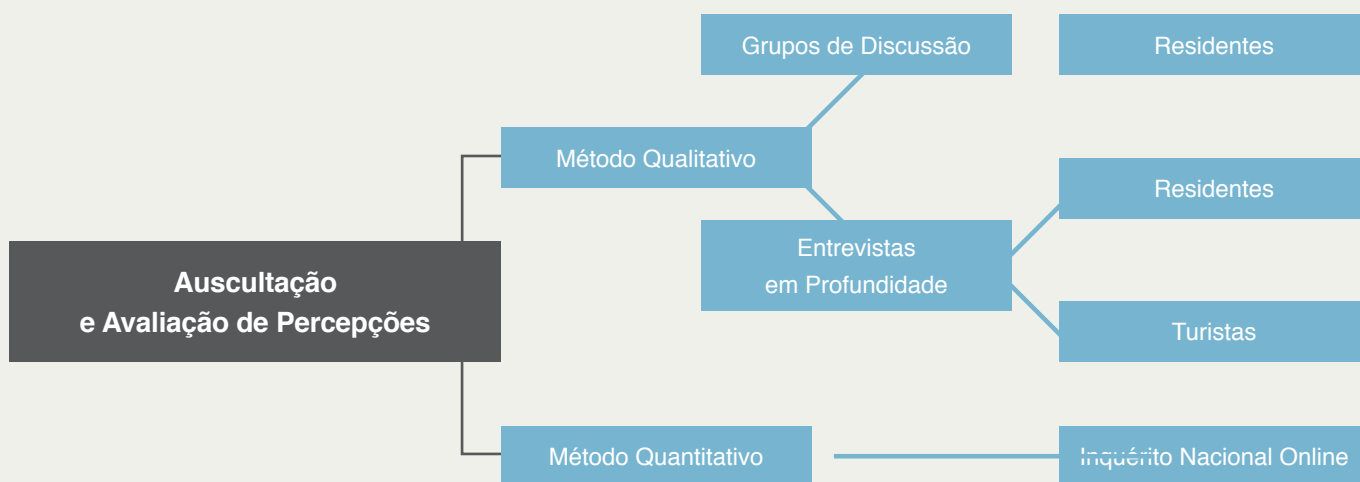 Grupos de Discussão
Residentes
Método Qualitativo
Residentes
Entrevistas
em Profundidade
Auscultação
e Avaliação de Percepções
Turistas
Método Quantitativo
Inquérito Nacional Online